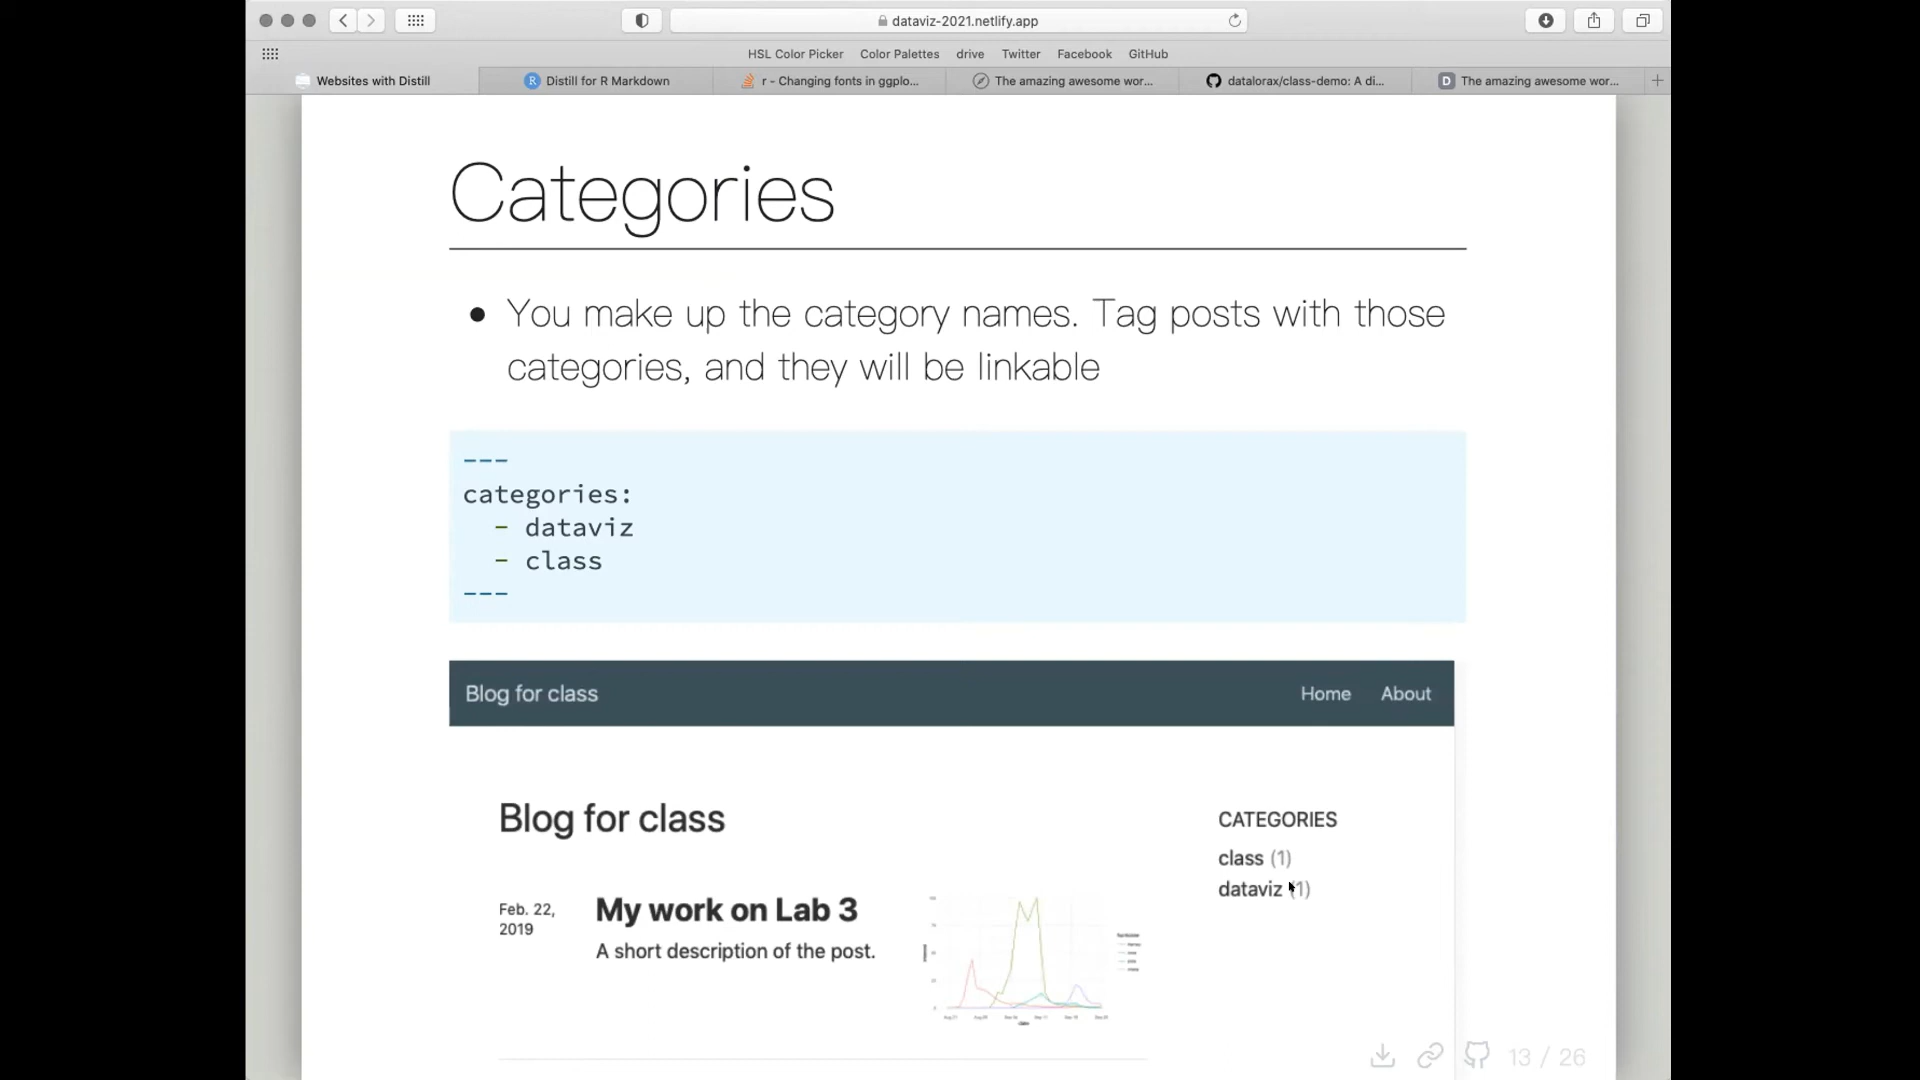 dataviz-2021.netlify.app
HSL Color Picker Color Palettes drive Twitter Facebook GitHub
Websites with Distill
Distill for R Markdown
r - Changing fonts in ggplo...
The amazing awesome wor...
datalorax/class-demo: A di...
D The amazing awesome wor...
Categories
● You make up the category names. Tag posts with those
categories, and they will be linkable
---
categories:
- dataviz
- class
---
Blog for class
Home About
Blog for class
CATEGORIES
class (1)
dataviz (1)
Feb. 22,
2019
My work on Lab 3
A short description of the post.
13 / 26